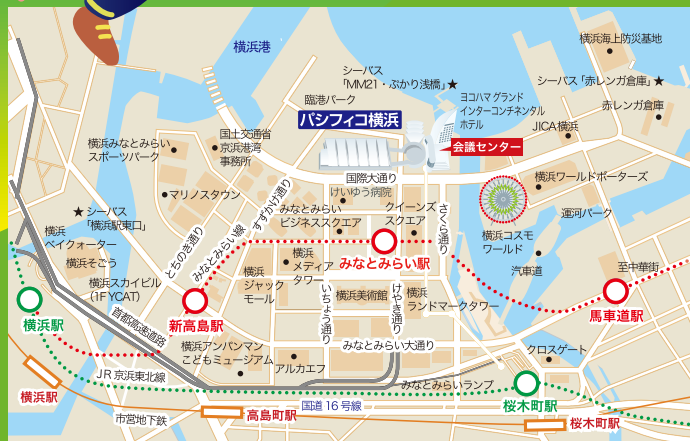 横浜港
シーバス
「MM21・ぷかり浅橋」★
臨港パーク
パシフィコ横浜
ヨコハマ グランド
インターコンチネンタル
ホテル
会議センター
横浜海上防災基地
シーバス「赤レンガ倉庫」★
赤レンガ倉庫
JICA横浜
横浜ワールドポーターズ
運河パーク
横浜みなとみらい
スポーツパーク
国土交通省
京浜港湾
事務所
マリノスタウン
国際大通り
けいゆう病院
すずかけ通り
みなとみらい
ビジネススクエア
クイーンズ
スクエア
さくら通り
横浜コスモ
ワールド
汽車道
至中華街
馬車道駅
★シーバス
「横浜駅東口」
横浜
ベイクォーター
横浜そごう
横浜スカイビル
(1F YCAT)
とちのき通り
みなとみらい線
みなとみらい駅
横浜
メディア
タワー
横浜
ジャック
モール
いちょう通り
横浜美術館
けやき通り
横浜
ランドマークタワー
横浜駅
新高島駅
首都高速道路
横浜アンパンマン
こどもミュージアム
アルカエフ
みなとみらい大通り
みなとみらいランプ
クロスゲート
桜木町駅
JR京浜東北線
横浜駅
高島町駅
国道16号線
市営地下鉄
桜木町駅